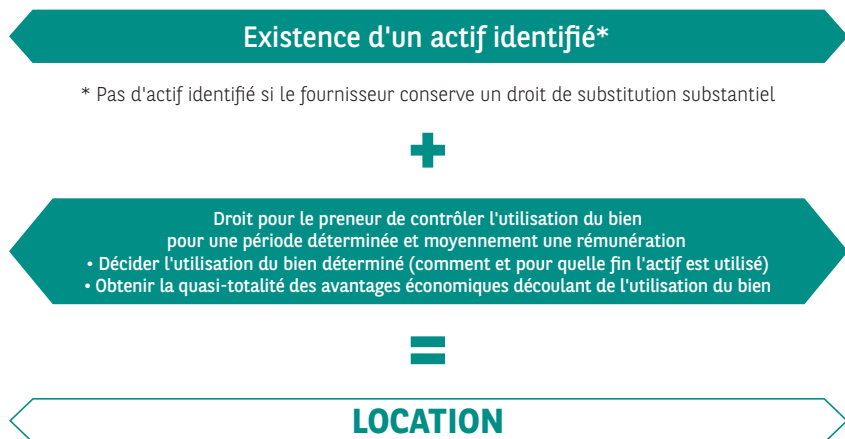 Existence d'un actif identifié*
* Pas d'actif identifié si le fournisseur conserve un droit de substitution substantiel
+
Droit pour le preneur de contrôler l'utilisation du bien
pour une période déterminée et moyennement une rémunération
• Décider l'utilisation du bien déterminé (comment et pour quelle fin l'actif est utilisé)
• Obtenir la quasi-totalité des avantages économiques découlant de l'utilisation du bien
=
LOCATION